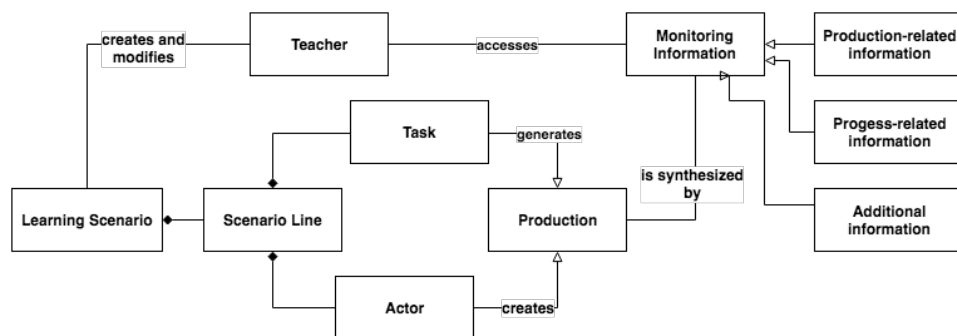 creates and
modifies
Teacher
accesses
Monitoring
Information
Production-related
information
Task
generates
Progess-related
information
is synthesized
by
Learning Scenario
Scenario Line
Production
Additional
information
Actor
creates